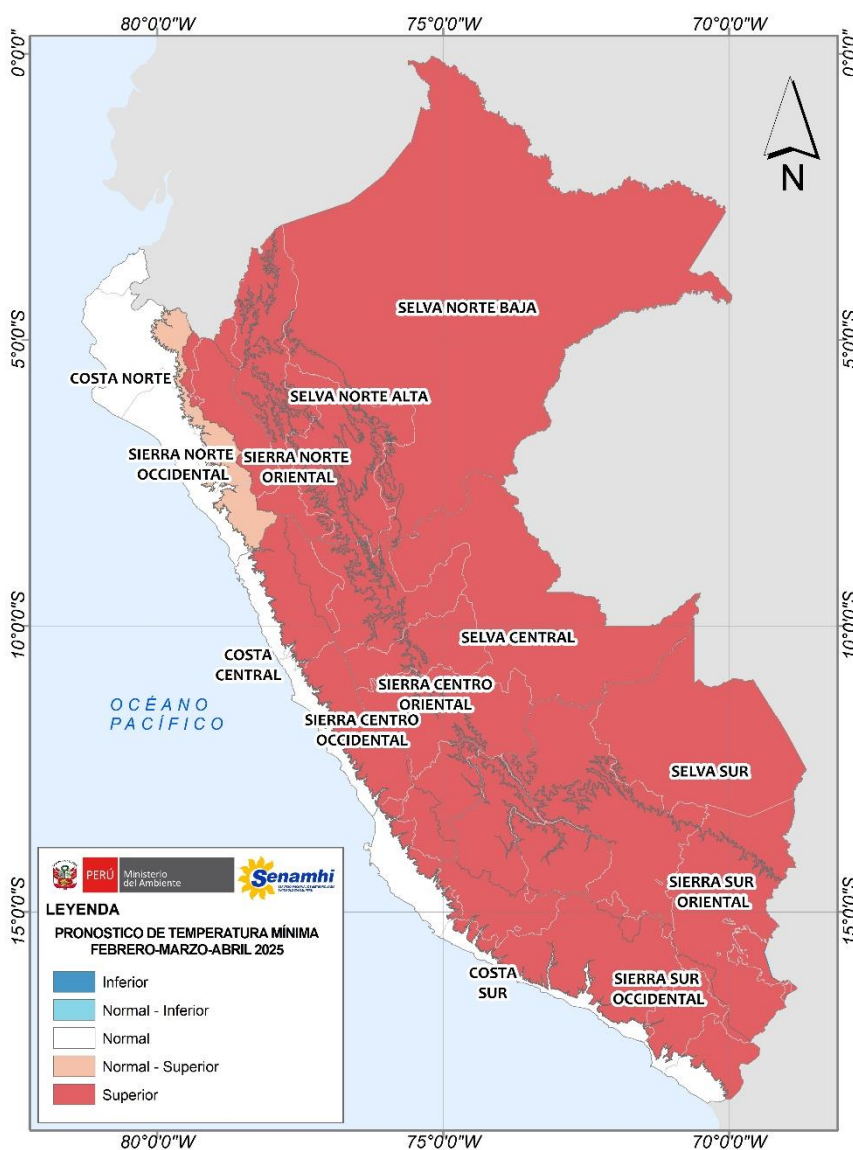 80°0'0"W 75°0'0"W 70°0'0"W
0°0'0"
0°0'0"
N
SELVA NORTE BAJA
5°0'0"S
5°0'0"S
COSTA NORTE
SELVA NORTE ALTA
SIERRA NORTE
OCCIDENTAL
SIERRA NORTE
ORIENTAL
10°0'0"S
10°0'0"S
SELVA CENTRAL
COSTA
CENTRAL
SIERRA CENTRO
ORIENTAL
OCÉANO
PACÍFICO
SIERRA CENTRO
OCCIDENTAL
SELVA SUR
SIERRA SUR
ORIENTAL
15°0'0"S
15°0'0"S
COSTA
SUR
SIERRA SUR
OCCIDENTAL
PERÚ
Ministerio
del Ambiente
Senamhi
LEYENDA
PRONOSTICO DE TEMPERATURA MÍNIMA
FEBRERO-MARZO-ABRIL 2025
Inferior
Normal - Inferior
Normal
Normal - Superior
Superior
80°0'0"W 75°0'0"W 70°0'0"W